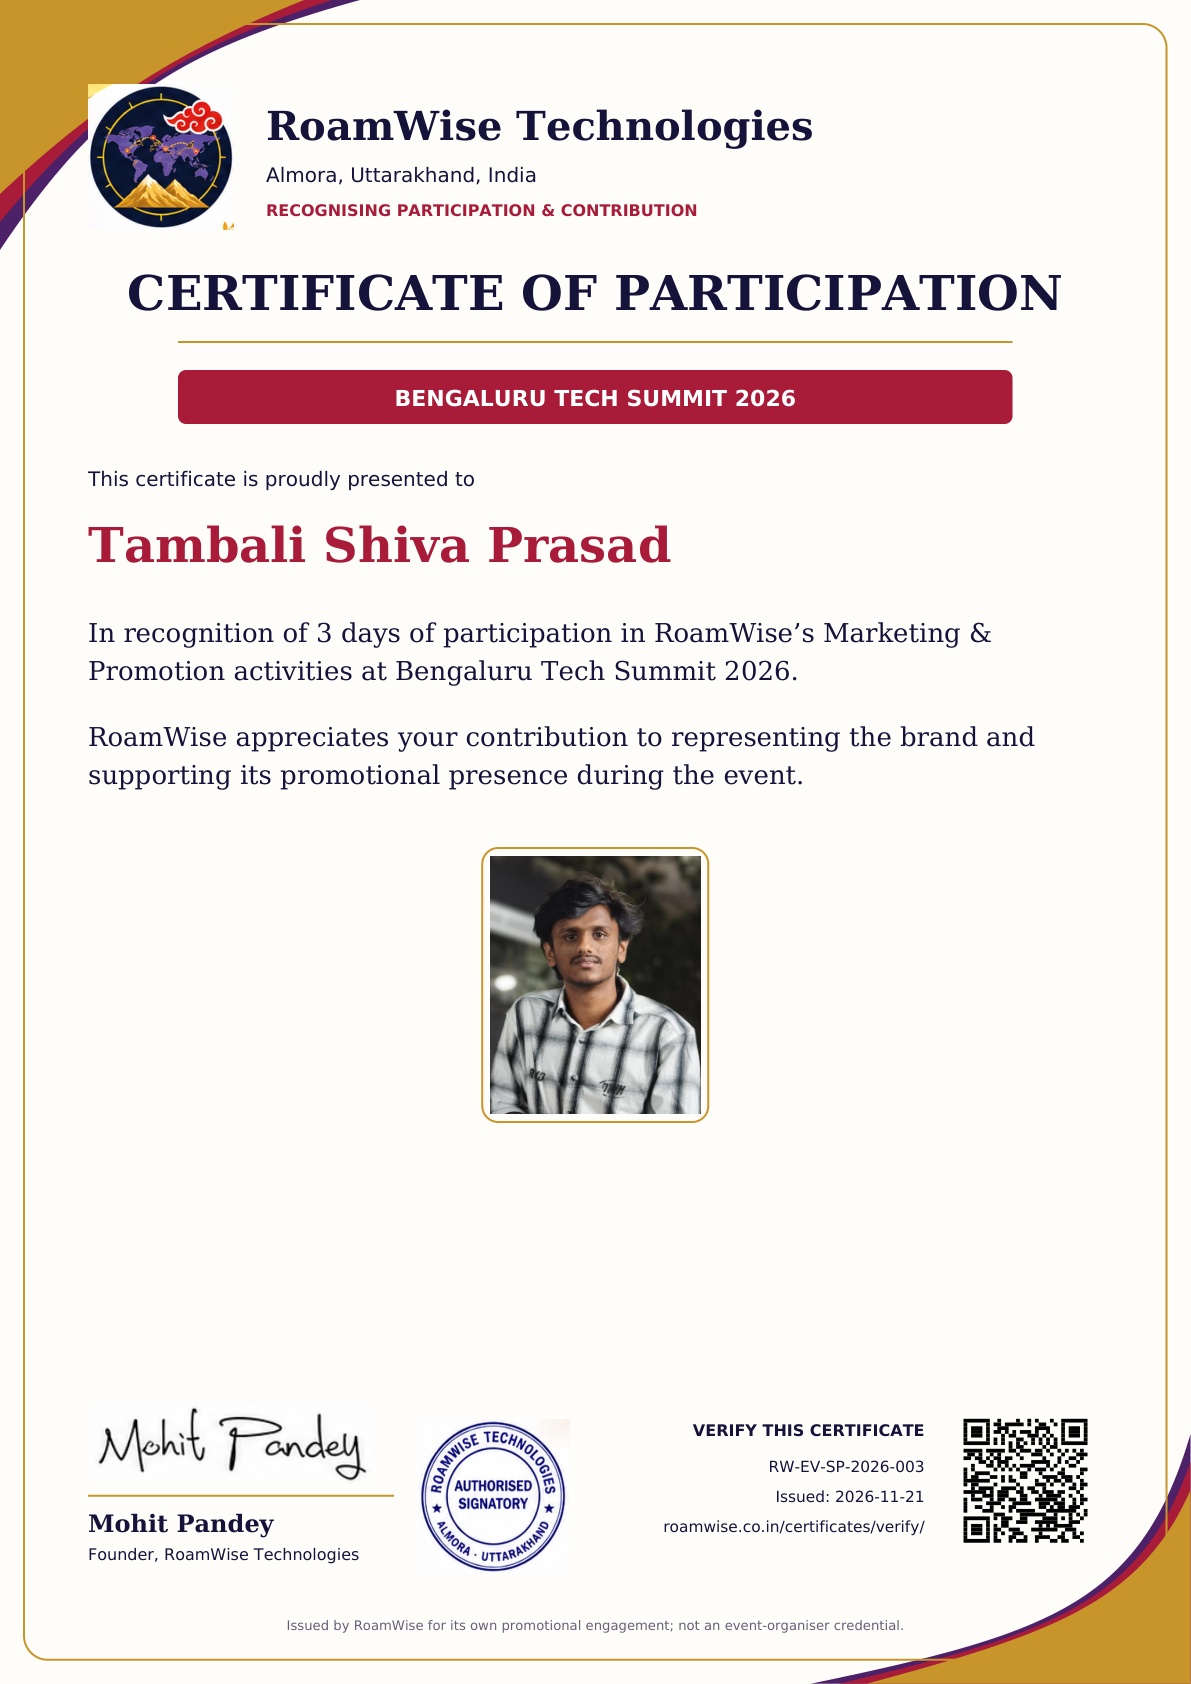 RoamWise Technologies
Almora, Uttarakhand, India
RECOGNISING PARTICIPATION & CONTRIBUTION
CERTIFICATE OF PARTICIPATION
BENGALURU TECH SUMMIT 2026
This certificate is proudly presented to
Tambali Shiva Prasad
In recognition of 3 days of participation in RoamWise’s Marketing &
Promotion activities at Bengaluru Tech Summit 2026.
RoamWise appreciates your contribution to representing the brand and
supporting its promotional presence during the event.
Mohit Pandey
Mohit Pandey
Founder, RoamWise Technologies
ROAMWISE TECHNOLOGIES
AUTHORISED
SIGNATORY
★ ALMORA · UTTARAKHAND ★
VERIFY THIS CERTIFICATE
RW-EV-SP-2026-003
Issued: 2026-11-21
roamwise.co.in/certificates/verify/
Issued by RoamWise for its own promotional engagement; not an event-organiser credential.